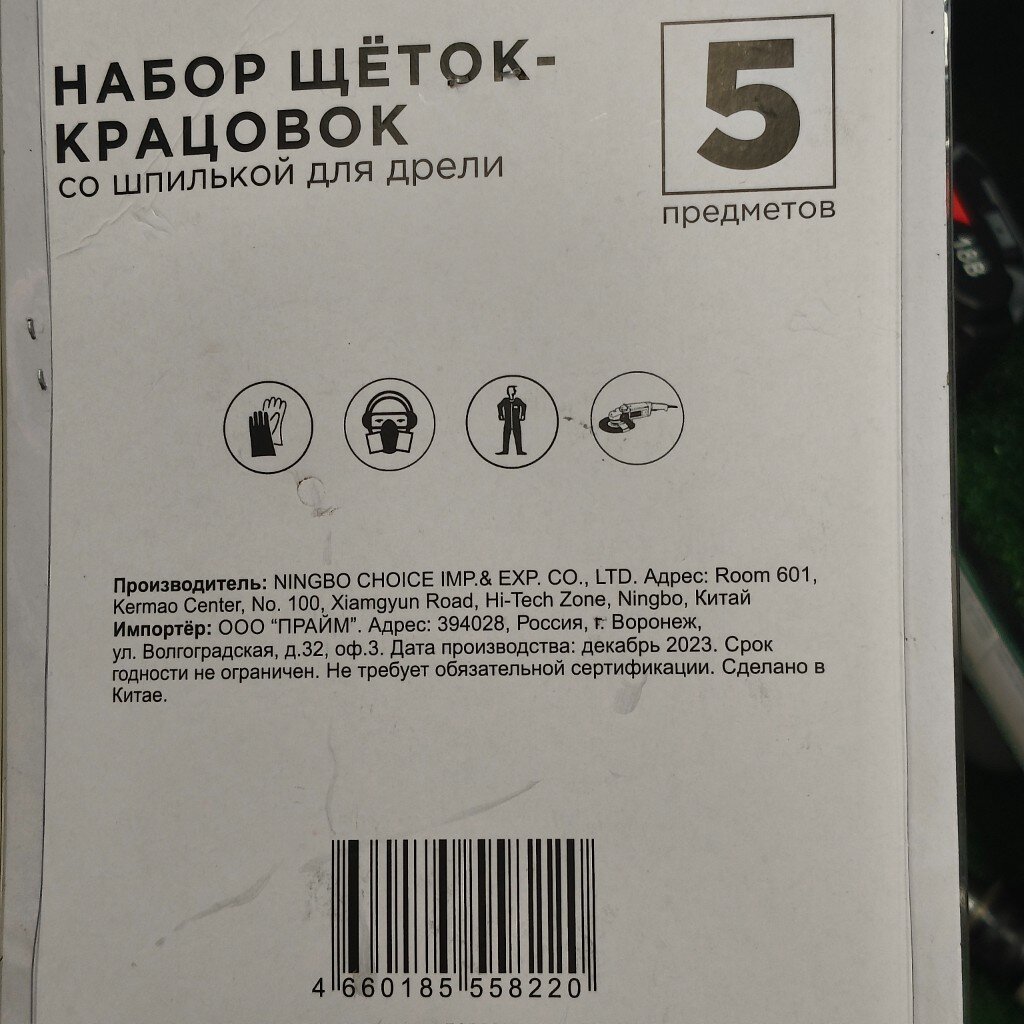 НАБОР ЩЁТОК-
КРАЦОВОК
со шпилькой для дрели
5
предметов
18В
Производитель: NINGBO CHOICE IMP.& EXP. CO., LTD. Адрес: Room 601,
Kermao Center, No. 100, Xiamgyun Road, Hi-Tech Zone, Ningbo, Китай
Импортёр: ООО “ПРАЙМ”. Адрес: 394028, Россия, г. Воронеж,
ул. Волгоградская, д.32, оф.3. Дата производства: декабрь 2023. Срок
годности не ограничен. Не требует обязательной сертификации. Сделано в
Китае.
4 660185 558220